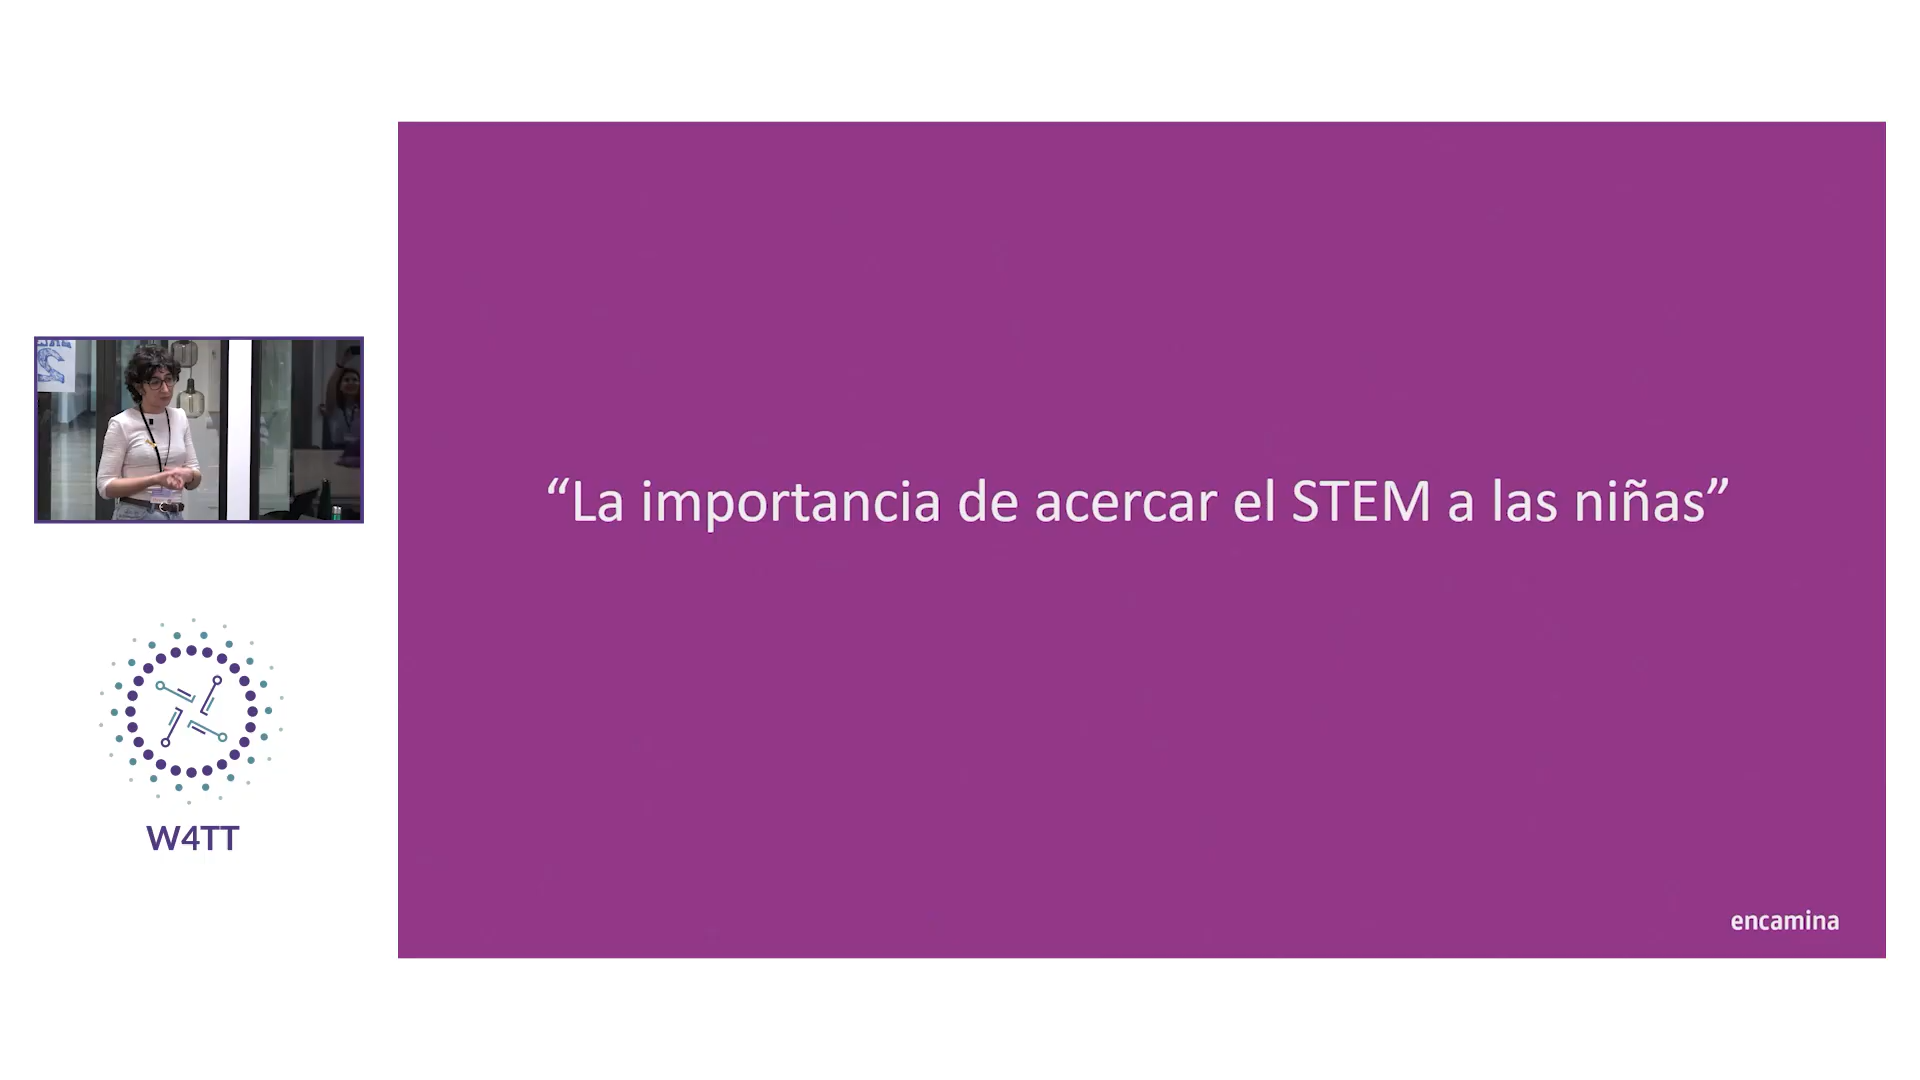 “La importancia de acercar el STEM a las niñas”
W4TT
encamina